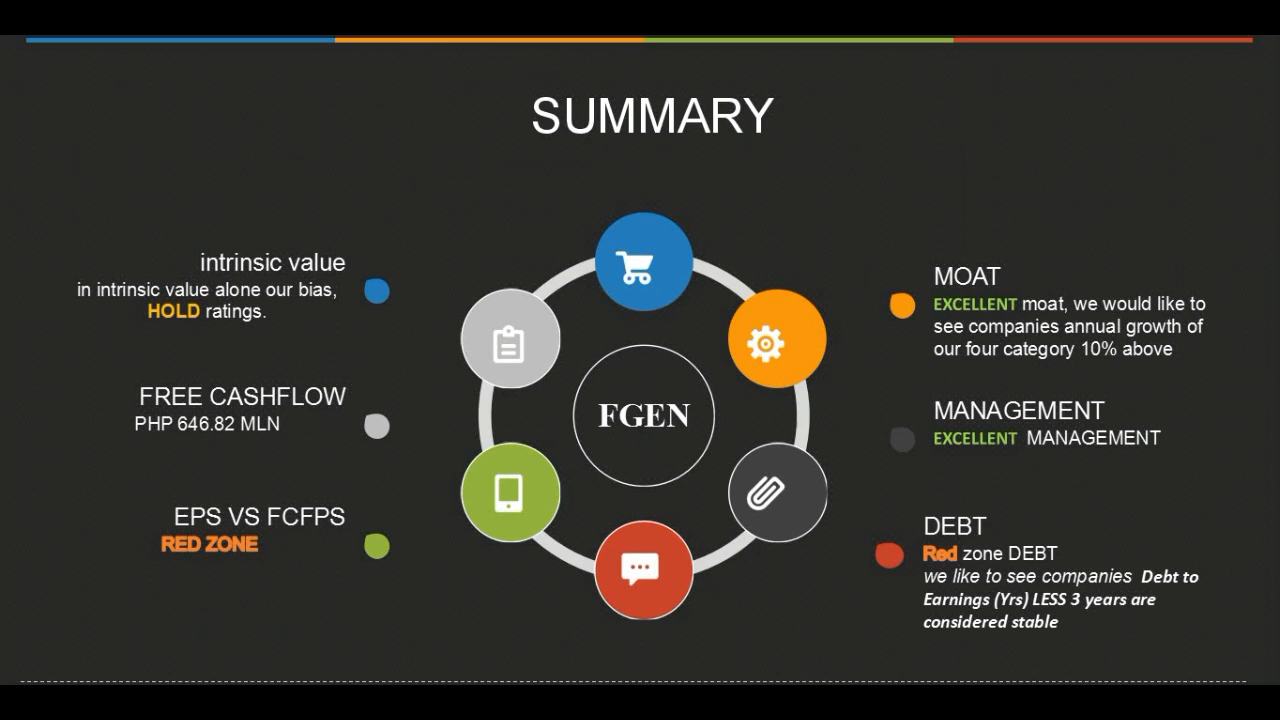 SUMMARY
intrinsic value
in intrinsic value alone our bias,
HOLD ratings.
FREE CASHFLOW
PHP 646.82 MLN
EPS VS FCFPS
RED ZONE
FGEN
MOAT
EXCELLENT moat, we would like to
see companies annual growth of
our four category 10% above
MANAGEMENT
EXCELLENT MANAGEMENT
DEBT
Red zone DEBT
we like to see companies Debt to
Earnings (Yrs) LESS 3 years are
considered stable